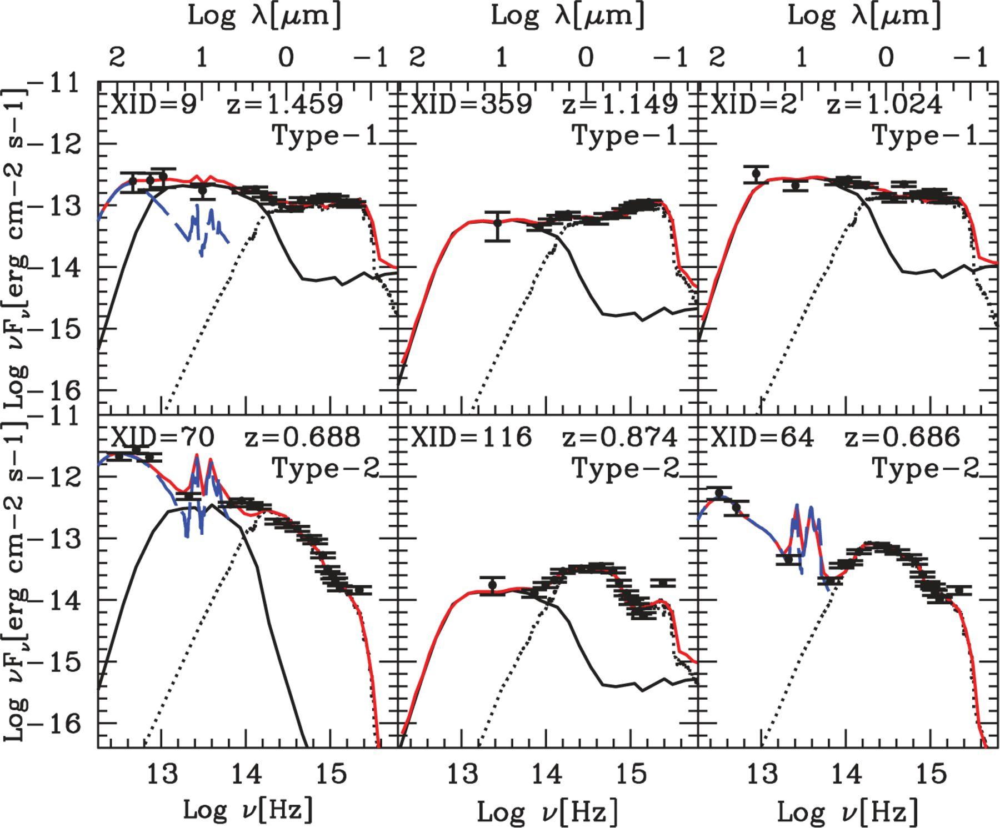 Log λ[μm] Log λ[μm] Log λ[μm]
2 1 0 −1 2 1 0 −1 2 1 0 −1
−11
XID=9 z=1.459 XID=359 z=1.149 XID=2 z=1.024
Type−1 Type−1 Type−1
−12
−13
−14
−15
−16
Log νFν[erg cm−2 s−1]
−11
XID=70 z=0.688 XID=116 z=0.874 XID=64 z=0.686
Type−2 Type−2 Type−2
−12
−13
−14
−15
−16
Log νFν[erg cm−2 s−1]
13 14 15 13 14 15 13 14 15
Log ν[Hz] Log ν[Hz] Log ν[Hz]